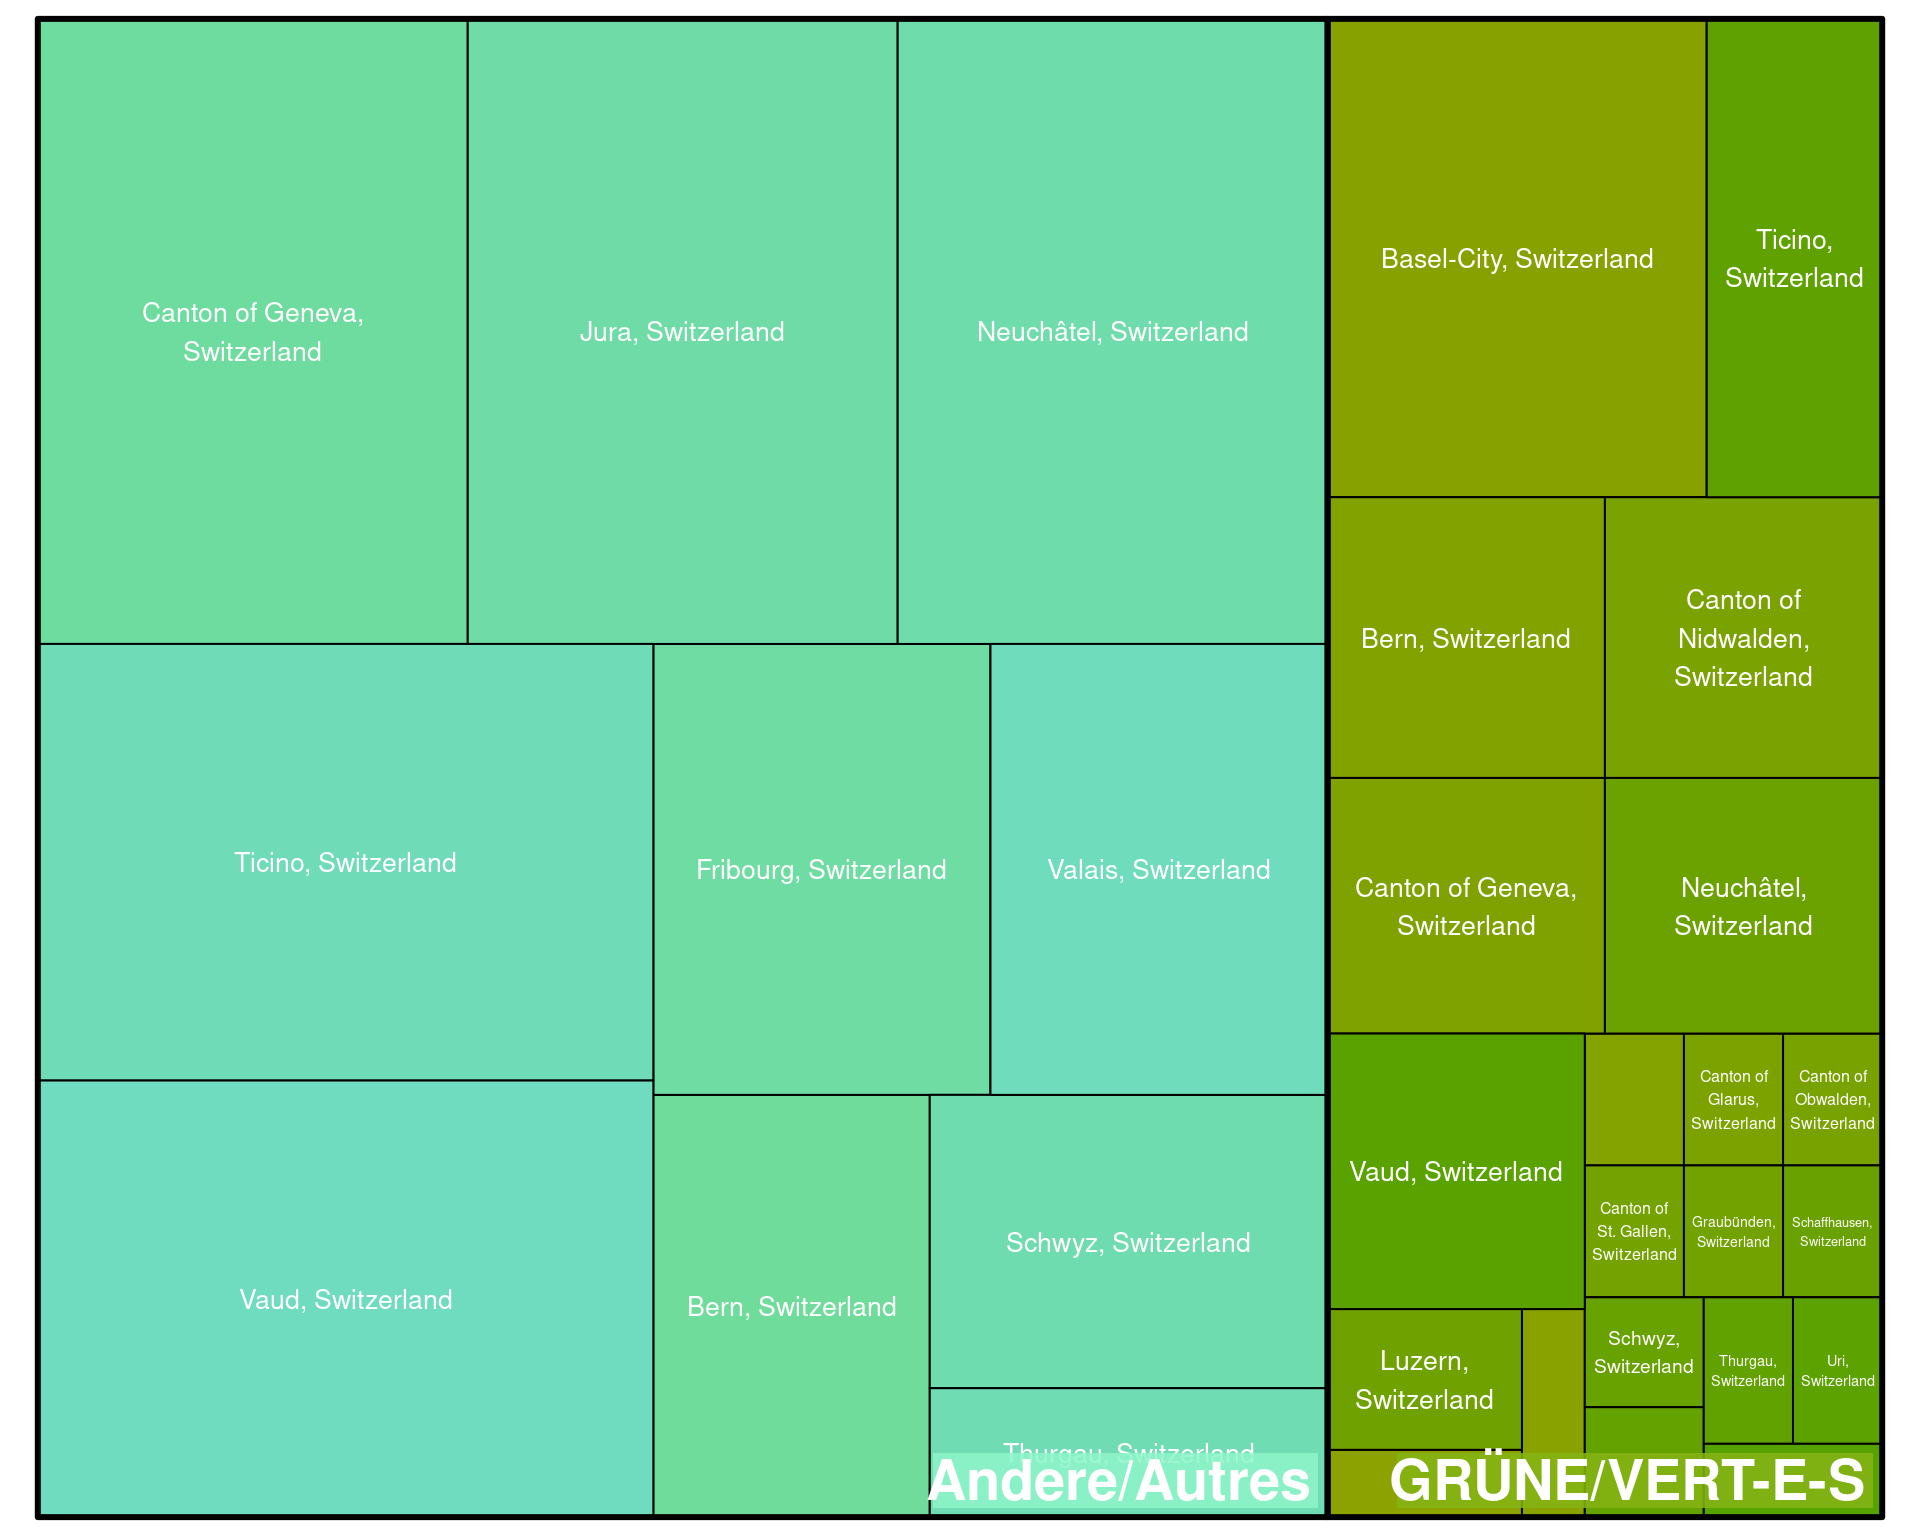 Canton of Geneva,
Switzerland
Jura, Switzerland
Neuchâtel, Switzerland
Ticino, Switzerland
Fribourg, Switzerland
Valais, Switzerland
Vaud, Switzerland
Bern, Switzerland
Schwyz, Switzerland
Thurgau, Switzerland
Andere/Autres
Basel-City, Switzerland
Ticino,
Switzerland
Bern, Switzerland
Canton of
Nidwalden,
Switzerland
Canton of Geneva,
Switzerland
Neuchâtel,
Switzerland
Vaud, Switzerland
Canton of
Glarus,
Switzerland
Canton of
Obwalden,
Switzerland
Canton of
St. Gallen,
Switzerland
Graubünden,
Switzerland
Schaffhausen,
Switzerland
Luzern,
Switzerland
Schwyz,
Switzerland
Thurgau,
Switzerland
Uri,
Switzerland
GRÜNE/VERT-E-S